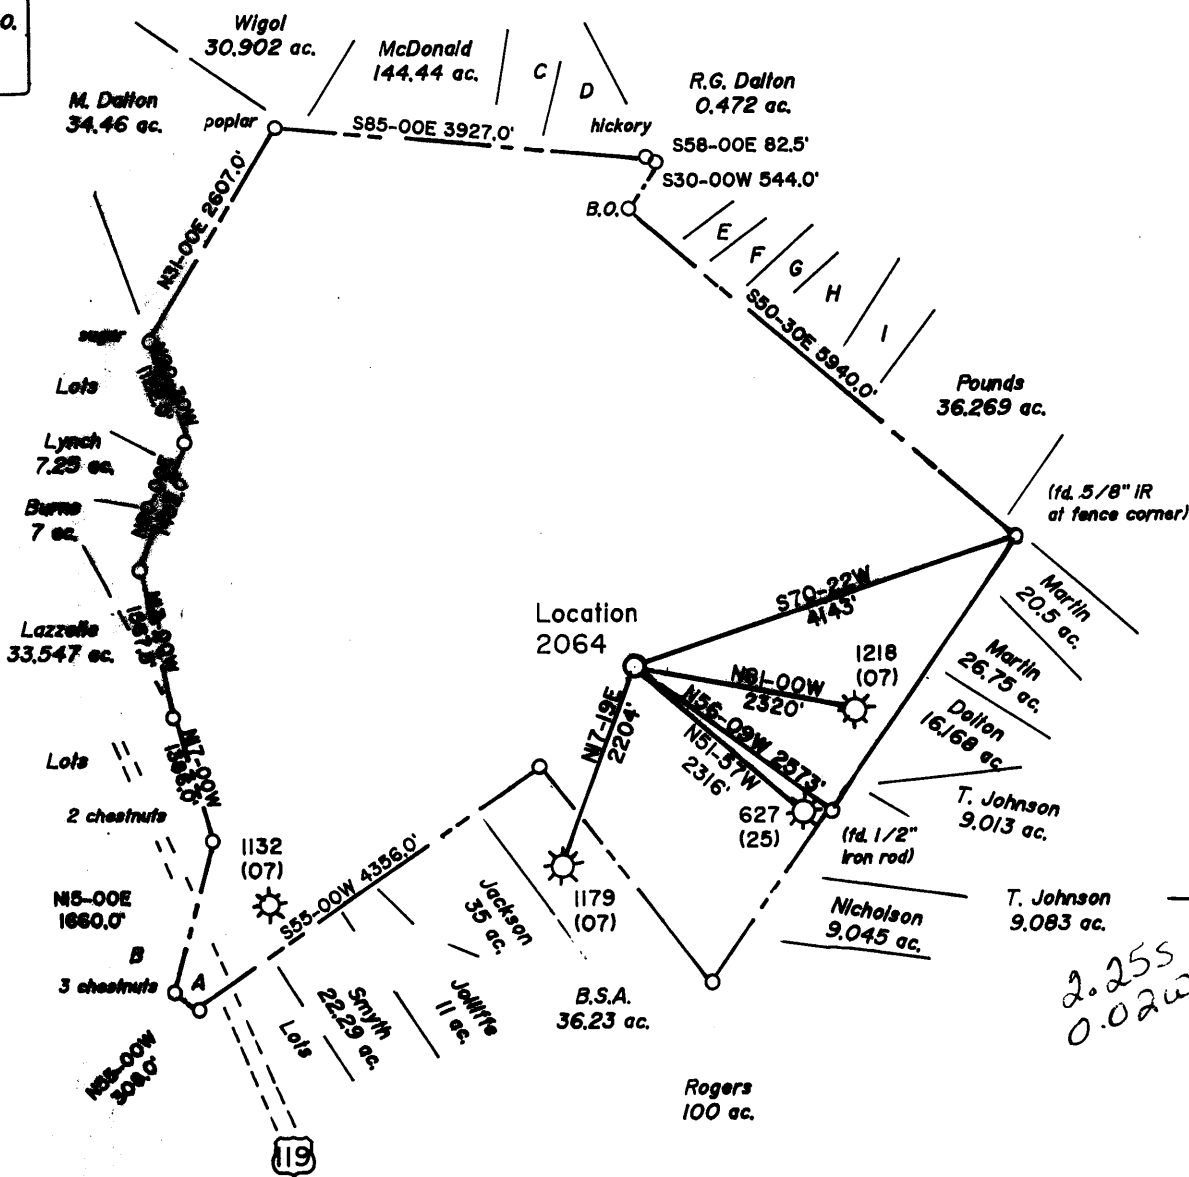 O.
Wigol
30.902 ac.
McDonald
144.44 ac.
C
D
R.G. Dalton
0.472 ac.
M. Dalton
34.46 ac.
poplar
S85-00E 3927.0'
hickory
S58-00E 82.5'
S30-00W 544.0'
B.O.
N31-00E 2607.0'
E
F
G
H
I
S50-30E 5940.0'
sugar
Lots
Pounds
36.269 ac.
Lynch
7.25 ac.
Burns
7 ac.
(fd. 5/8" IR
at fence corner)
Lazzelle
33.547 ac.
Location
2064
S70-22W
4143'
Martin
20.5 ac.
Martin
26.75 ac.
Dalton
16.168 ac.
1218
(07)
N81-00W
2320'
N56-09W 2573'
N51-57W
2316'
N17-19E
2204'
N17-00W
Lots
2 chestnuts
627
(25)
(fd. 1/2"
iron rod)
T. Johnson
9.013 ac.
1132
(07)
S55-00W 4356.0'
N15-00E
1660.0'
B
3 chestnuts
A
Jackson
35 ac.
1179
(07)
Nicholson
9.045 ac.
T. Johnson
9.083 ac.
2.25S
0.02W
N55-00W
308.0'
Lots
Smyth
22.29 ac.
Jolliffe
11 ac.
B.S.A.
36.23 ac.
Rogers
100 ac.
119